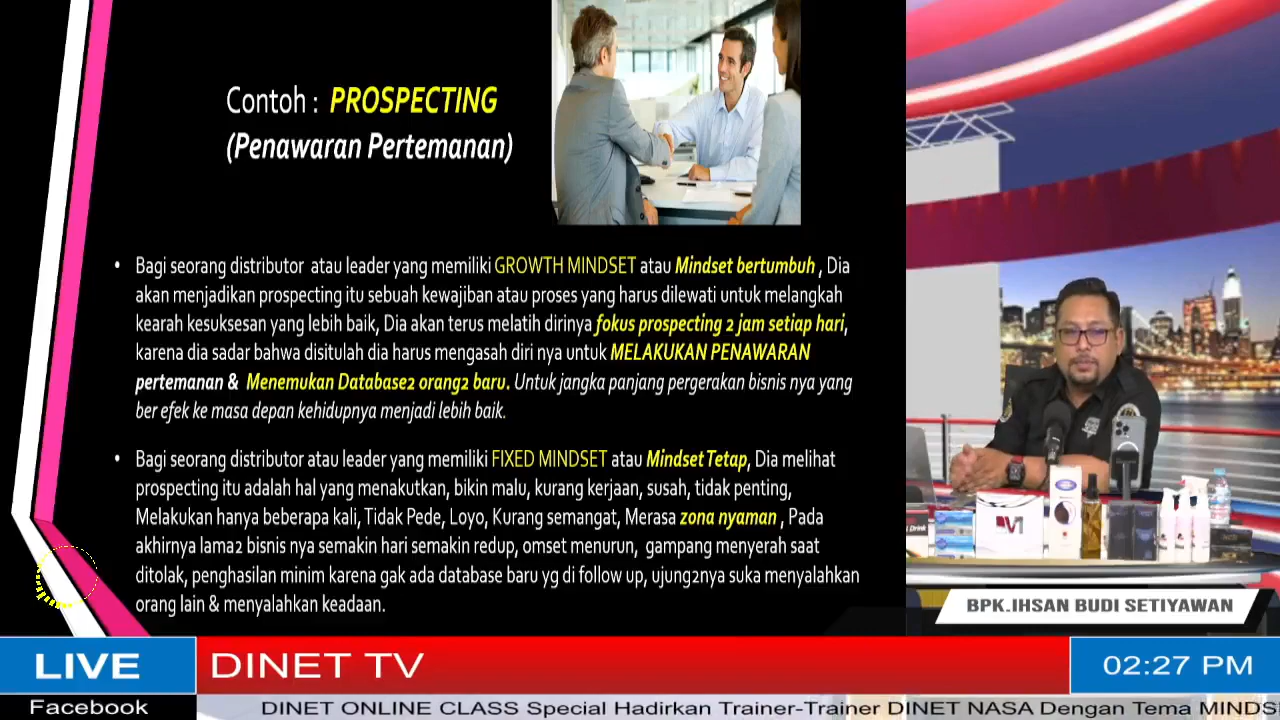 Contoh : PROSPECTING
(Penawaran Pertemanan)
• Bagi seorang distributor atau leader yang memiliki GROWTH MINDSET atau Mindset bertumbuh , Dia
akan menjadikan prospecting itu sebuah kewajiban atau proses yang harus dilewati untuk melangkah
kearah kesuksesan yang lebih baik, Dia akan terus melatih dirinya fokus prospecting 2 jam setiap hari,
karena dia sadar bahwa disitulah dia harus mengasah diri nya untuk MELAKUKAN PENAWARAN
pertemanan & Menemukan Database2 orang2 baru. Untuk jangka panjang pergerakan bisnis nya yang
ber efek ke masa depan kehidupnya menjadi lebih baik.
• Bagi seorang distributor atau leader yang memiliki FIXED MINDSET atau Mindset Tetap, Dia melihat
prospecting itu adalah hal yang menakutkan, bikin malu, kurang kerjaan, susah, tidak penting,
Melakukan hanya beberapa kali, Tidak Pede, Loyo, Kurang semangat, Merasa zona nyaman , Pada
akhirnya lama2 bisnis nya semakin hari semakin redup, omset menurun, gampang menyerah saat
ditolak, penghasilan minim karena gak ada database baru yg di follow up, ujung2nya suka menyalahkan
orang lain & menyalahkan keadaan.
BPK.IHSAN BUDI SETIYAWAN
LIVE
DINET TV
02:27 PM
Facebook
DINET ONLINE CLASS Special Hadirkan Trainer-Trainer DINET NASA Dengan Tema MINDS